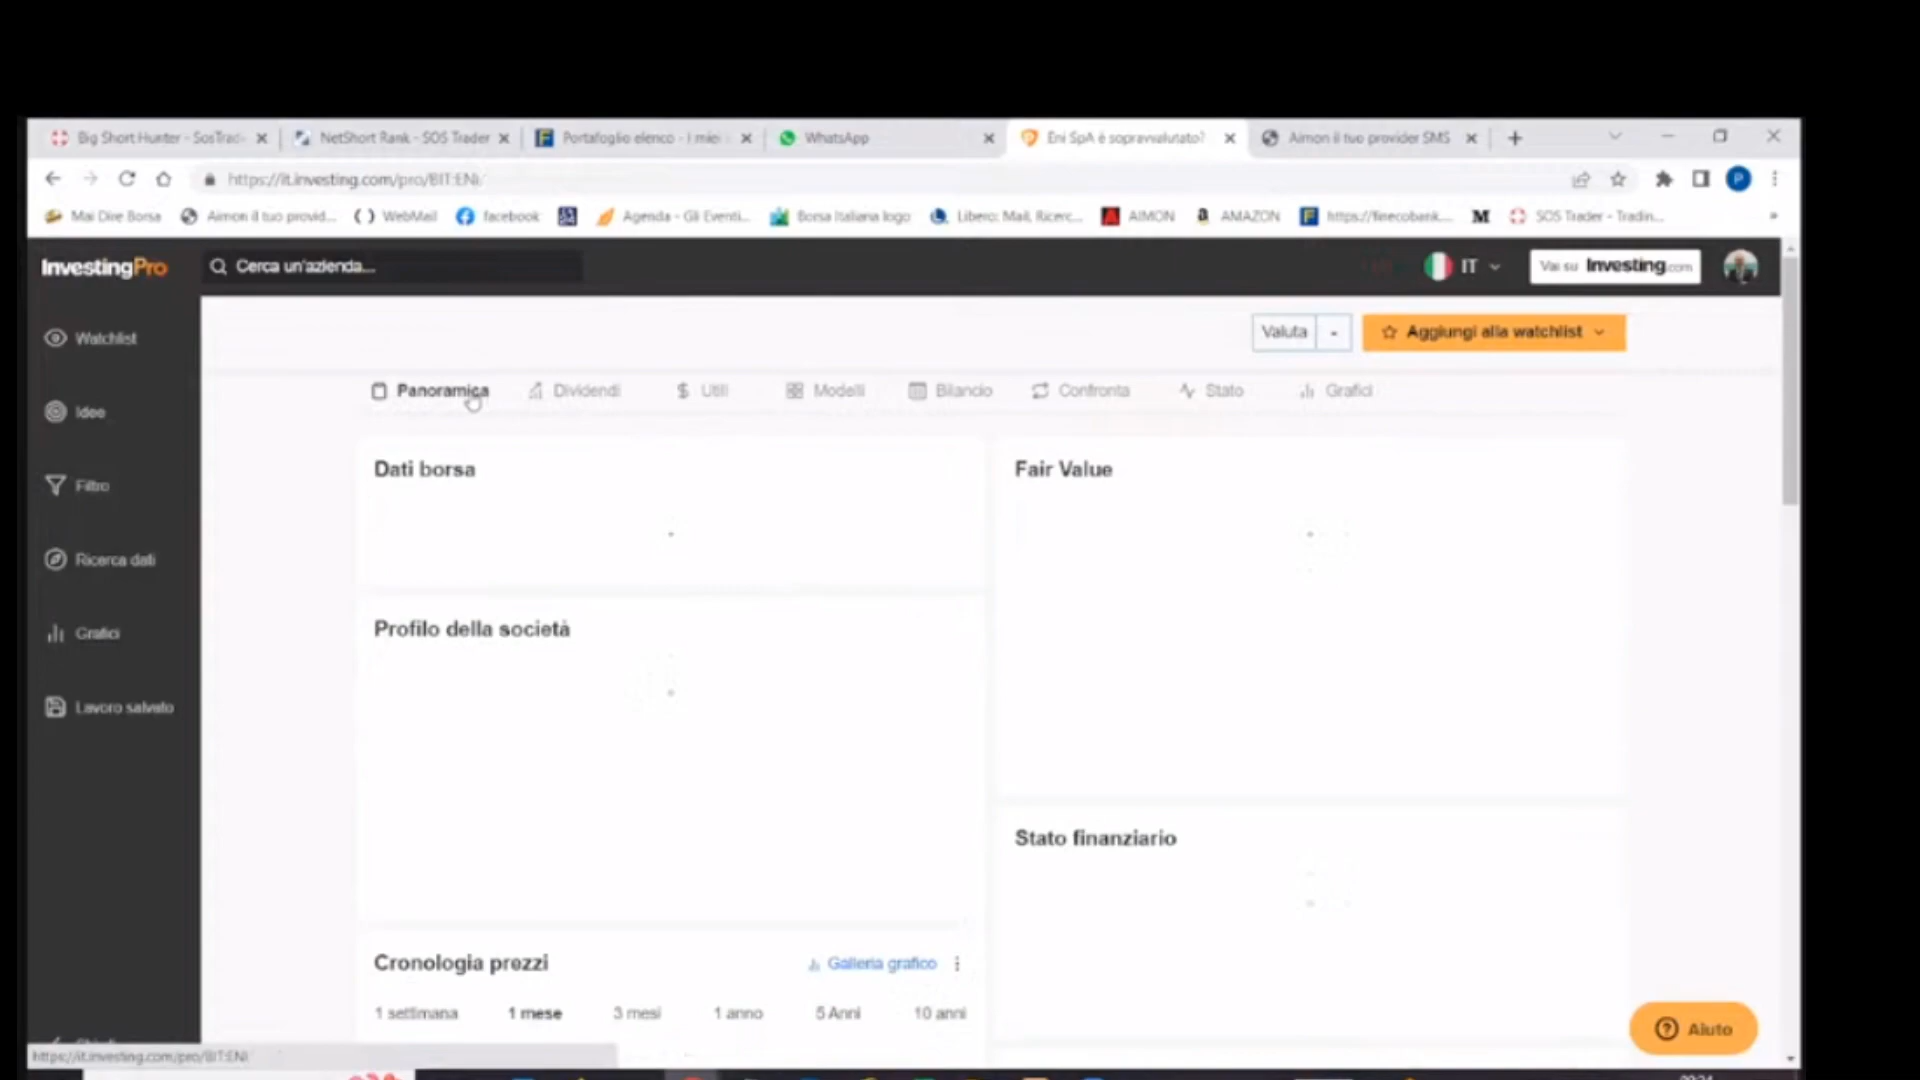 Big Short Hunter - SosTrad
NetShort Rank - SOS Trader
Portafoglio elenco - I miei
WhatsApp
Eni SpA è sopravvalutato?
Aimon il tuo provider SMS
https://it.investing.com/pro/BIT:ENI/
P
Mai Dire Borsa
Aimon il tuo provid...
WebMail
facebook
Agenda - Gli Eventi...
Borsa Italiana logo
Libero: Mail, Ricerc...
AIMON
AMAZON
https://finecobank....
M
SOS Trader - Tradin...
»
InvestingPro
Cerca un'azienda...
IT
Vai su Investing.com
Watchlist
Idee
Filtro
Ricerca dati
Grafici
Lavoro salvato
Valuta
Aggiungi alla watchlist
Panoramica
Dividendi
Utili
Modelli
Bilancio
Confronta
Stato
Grafici
Dati borsa
Fair Value
Profilo della società
Stato finanziario
Cronologia prezzi
Galleria grafico
1 settimana
1 mese
3 mesi
1 anno
5 Anni
10 anni
Aiuto
https://it.investing.com/pro/BIT:ENI